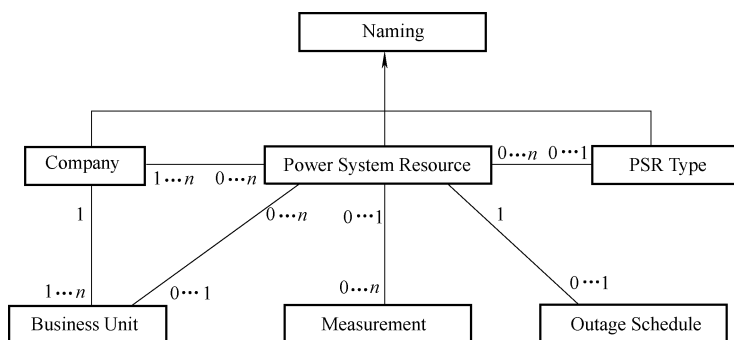 Naming
Company
1•••n
0•••n
Power System Resource
0•••n
0•••1
PSR Type
1
0•••n
0•••1
1
1•••n
0•••1
0•••n
0•••1
Business Unit
Measurement
Outage Schedule